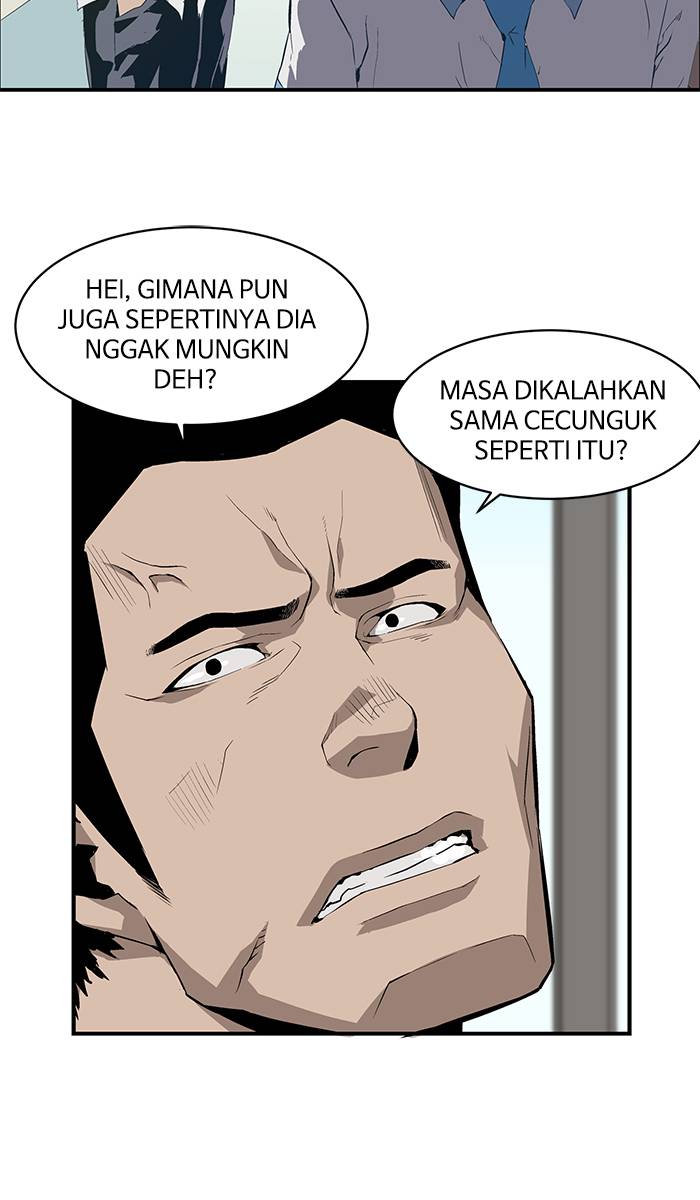 HEI, GIMANA PUN
JUGA SEPERTINYA DIA
NGGAK MUNGKIN
DEH?
MASA DIKALAHKAN
SAMA CECUNGUK
SEPERTI ITU?